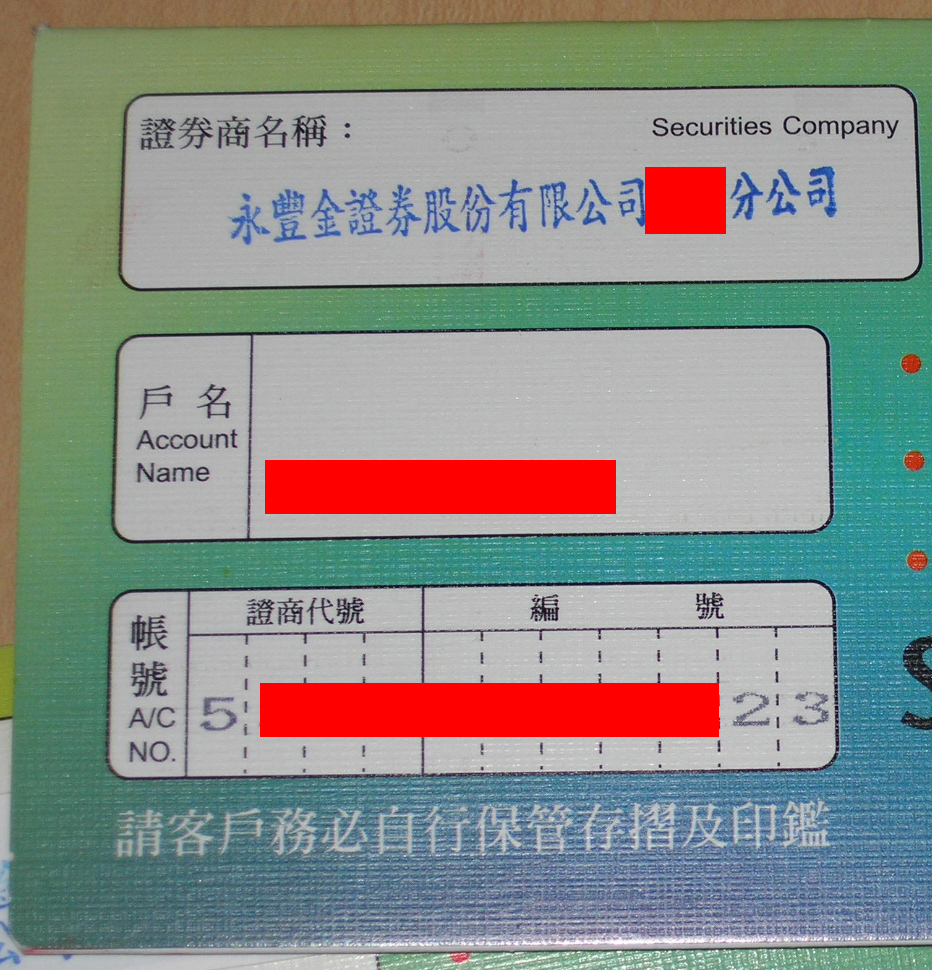 證券商名稱： Securities Company
永豐金證券股份有限公司 分公司
戶名
Account
Name
帳號
A/C
NO.
證商代號 編號
5 2 3
請客戶務必自行保管存摺及印鑑
S